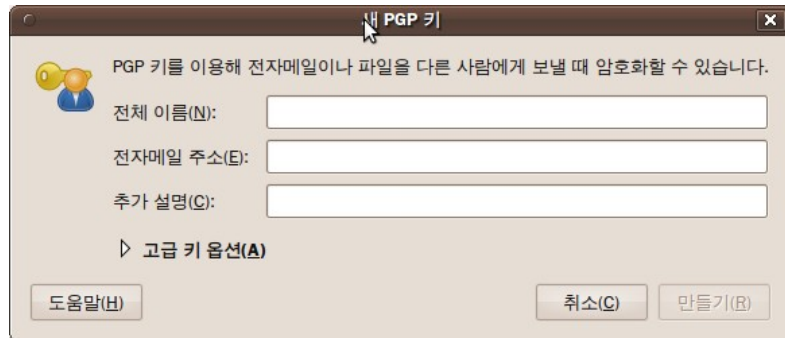 새 PGP 키
PGP 키를 이용해 전자메일이나 파일을 다른 사람에게 보낼 때 암호화할 수 있습니다.
전체 이름(N):
전자메일 주소(E):
추가 설명(C):
고급 키 옵션(A)
도움말(H) 취소(C) 만들기(R)